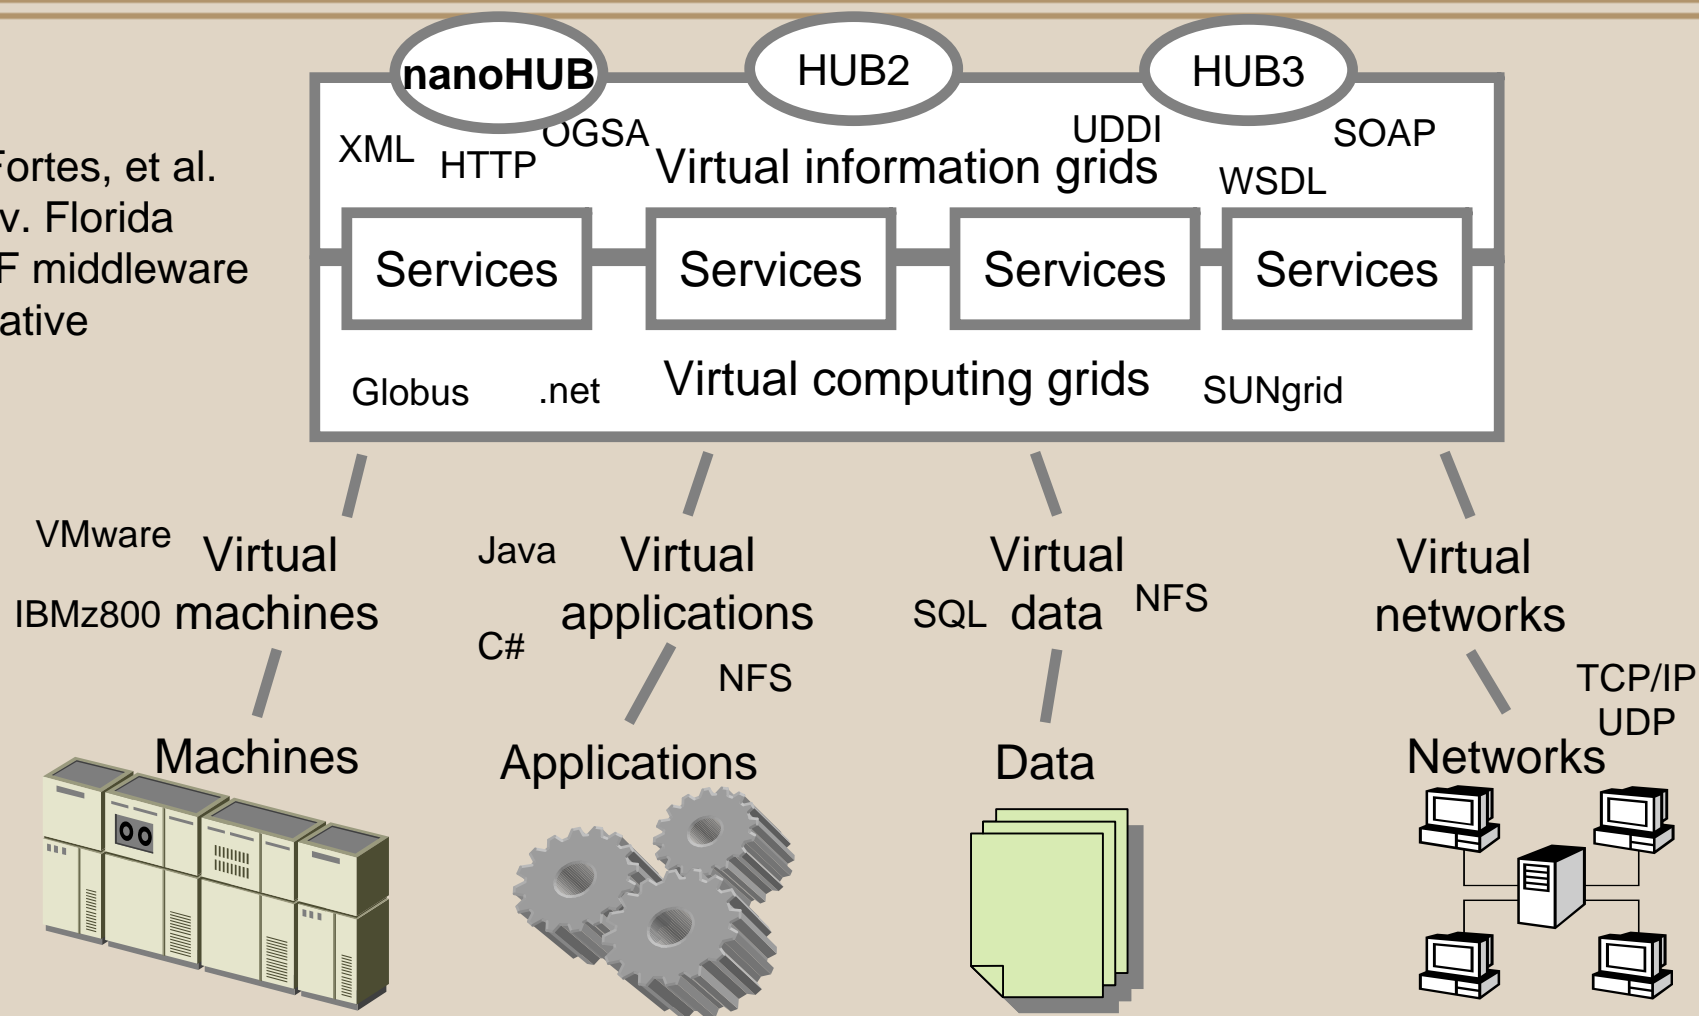 nanoHUB
HUB2
HUB3
XML
HTTP
OGSA
UDDI
SOAP
WSDL
Virtual information grids
Fortes, et al.
v. Florida
F middleware
ative
Services
Services
Services
Services
Globus
.net
Virtual computing grids
SUNgrid
VMware
IBMz800
Virtual
machines
Java
C#
Virtual
applications
NFS
SQL
Virtual
data
NFS
Virtual
networks
TCP/IP
UDP
Machines
Applications
Data
Networks